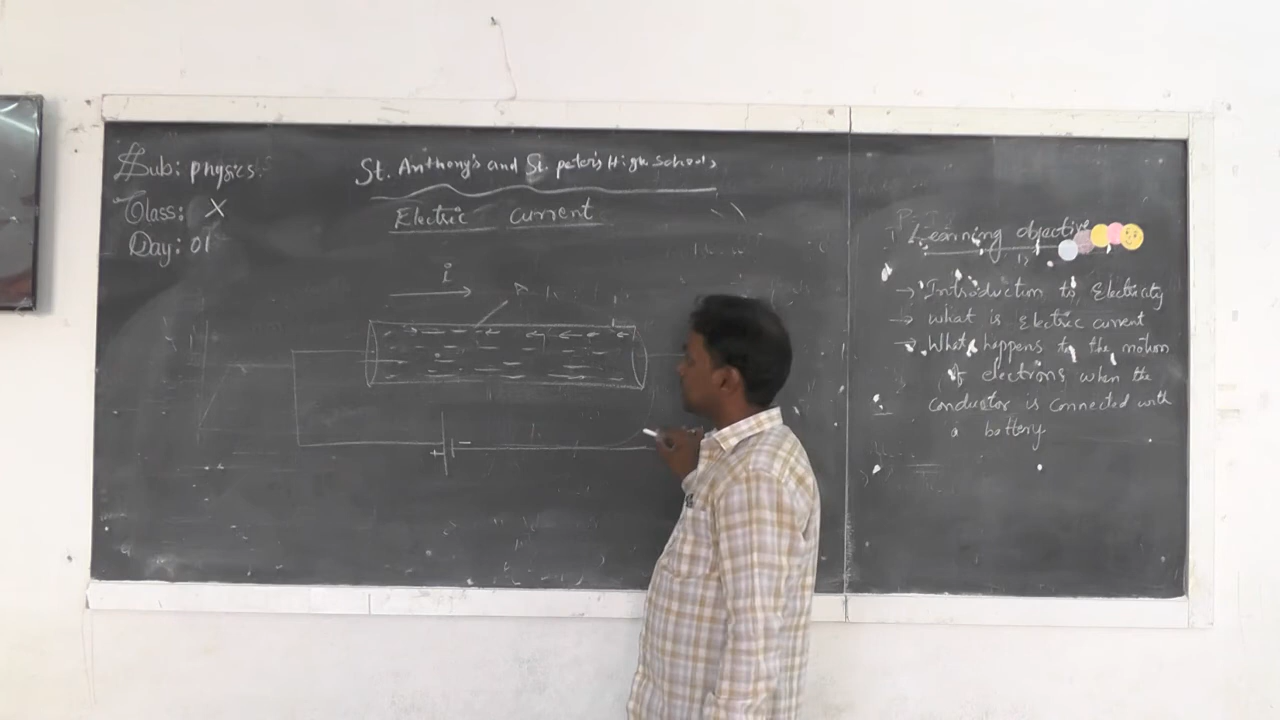 Sub: physics
Class: X
Day: 01
St. Anthony's and St. peter's High Schools
Electric current
i
A
+
−
Learning objective
→ Introduction to Electricity
→ What is Electric current
→ What happens to the motion
of electrons when the
conductor is connected with
a battery